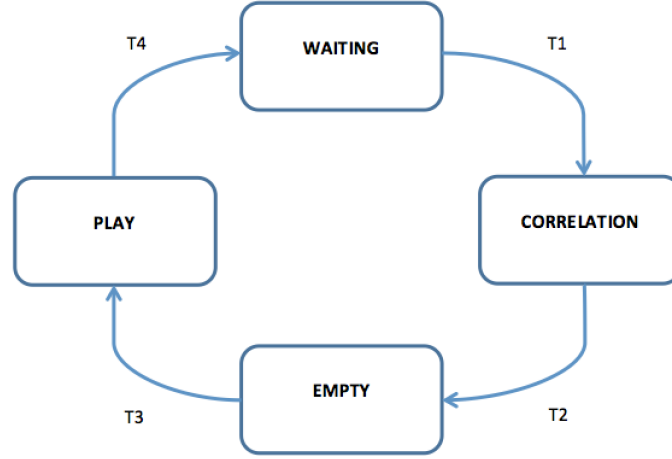 T4
WAITING
T1
PLAY
CORRELATION
EMPTY
T3
T2